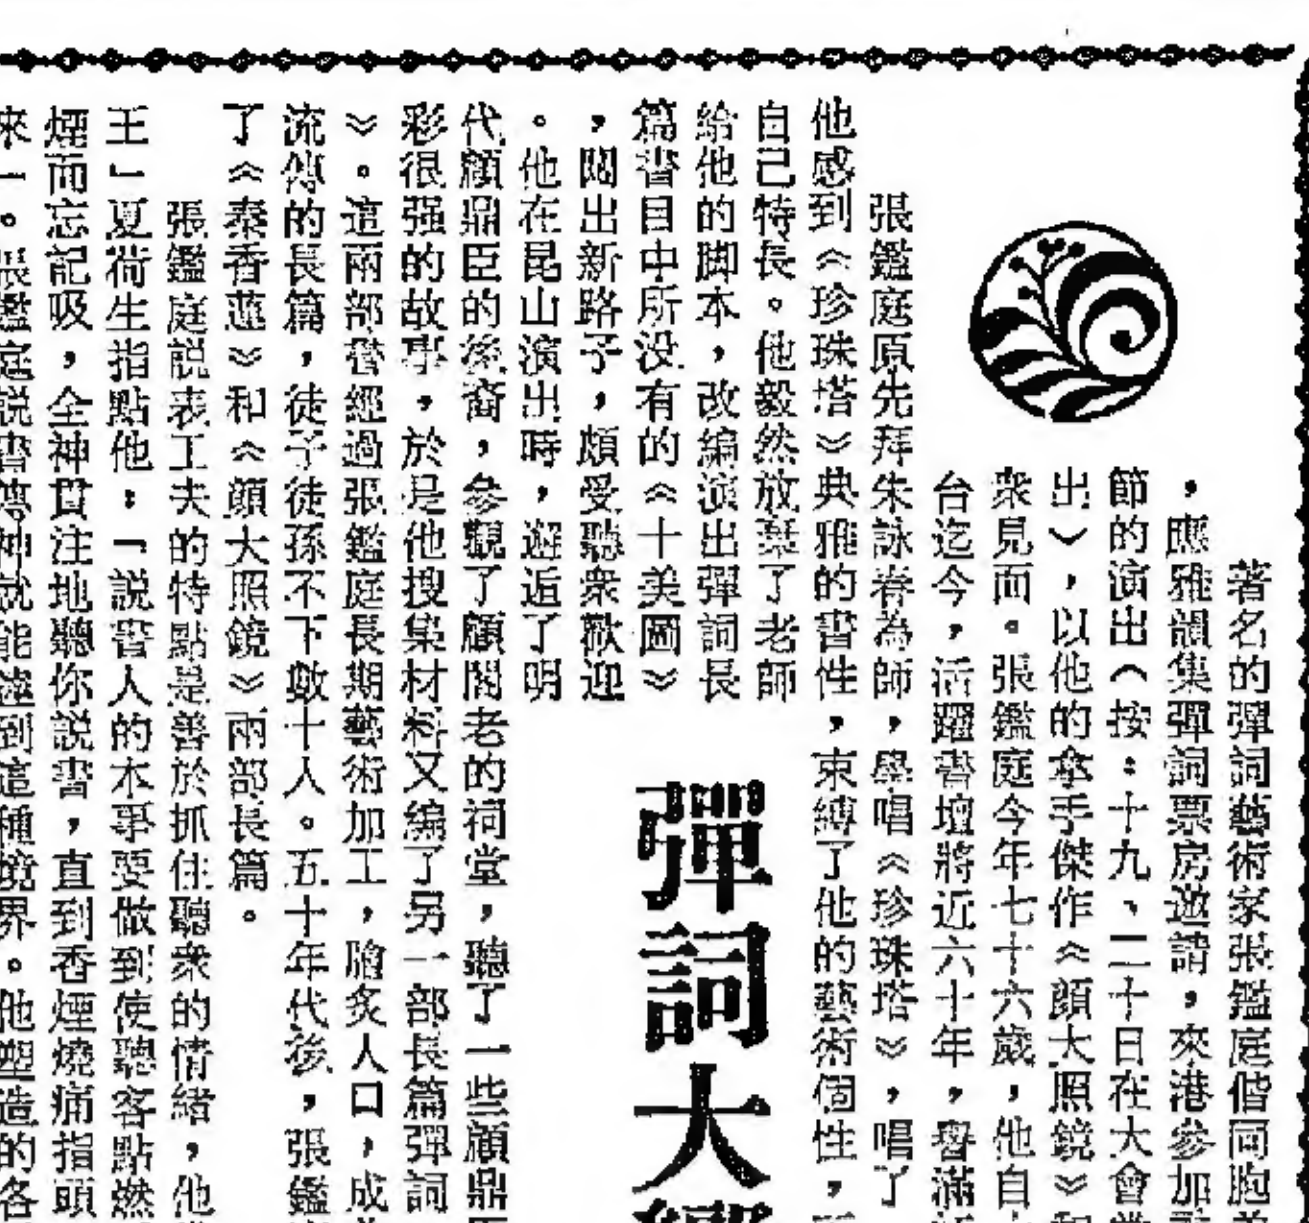 著名的彈詞藝術家張鑑庭偕同胞
，應雅韻集彈詞票房邀請，來港參加
節的演出（按：十九、二十日在大會
出），以他的拿手傑作《顔大照鏡》
衆見面。張鑑庭今年七十六歲，他自
台迄今，活躍書壇將近六十年，譽滿
張鑑庭原先拜朱詠春為師，學唱《珍珠塔》，唱了
他感到《珍珠塔》典雅的書性，束縛了他的藝術個性，
自己特長。他毅然放棄了老師
給他的脚本，改編演出彈詞長
篇書目中所没有的《十美圖》
，闖出新路子，頗受聽衆歡迎
。他在昆山演出時，邂逅了明
代顧鼎臣的後裔，參觀了顧閣老的祠堂，聽了一些顧鼎
彩很强的故事，於是他搜集材料又編了另一部長篇彈詞
》。這兩部書經過張鑑庭長期藝術加工，膾炙人口，成
流傳的長篇，徒子徒孫不下數十人。五十年代後，張鑑
了《秦香蓮》和《顔大照鏡》兩部長篇。
張鑑庭説表工夫的特點是善於抓住聽衆的情緒，他
王」夏荷生指點他：「説書人的本事要做到使聽客點燃
煙而忘記吸，全神貫注地聽你説書，直到香煙燒痛指頭
來一。張鑑庭説書傳神就能達到這種境界。他塑造的各
彈詞大